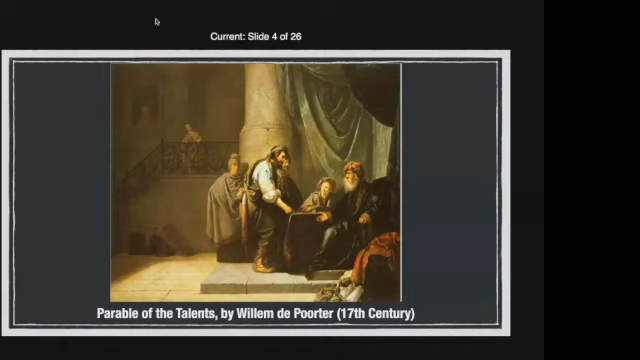 Current: Slide 4 of 26
Parable of the Talents, by Willem de Poorter (17th Century)